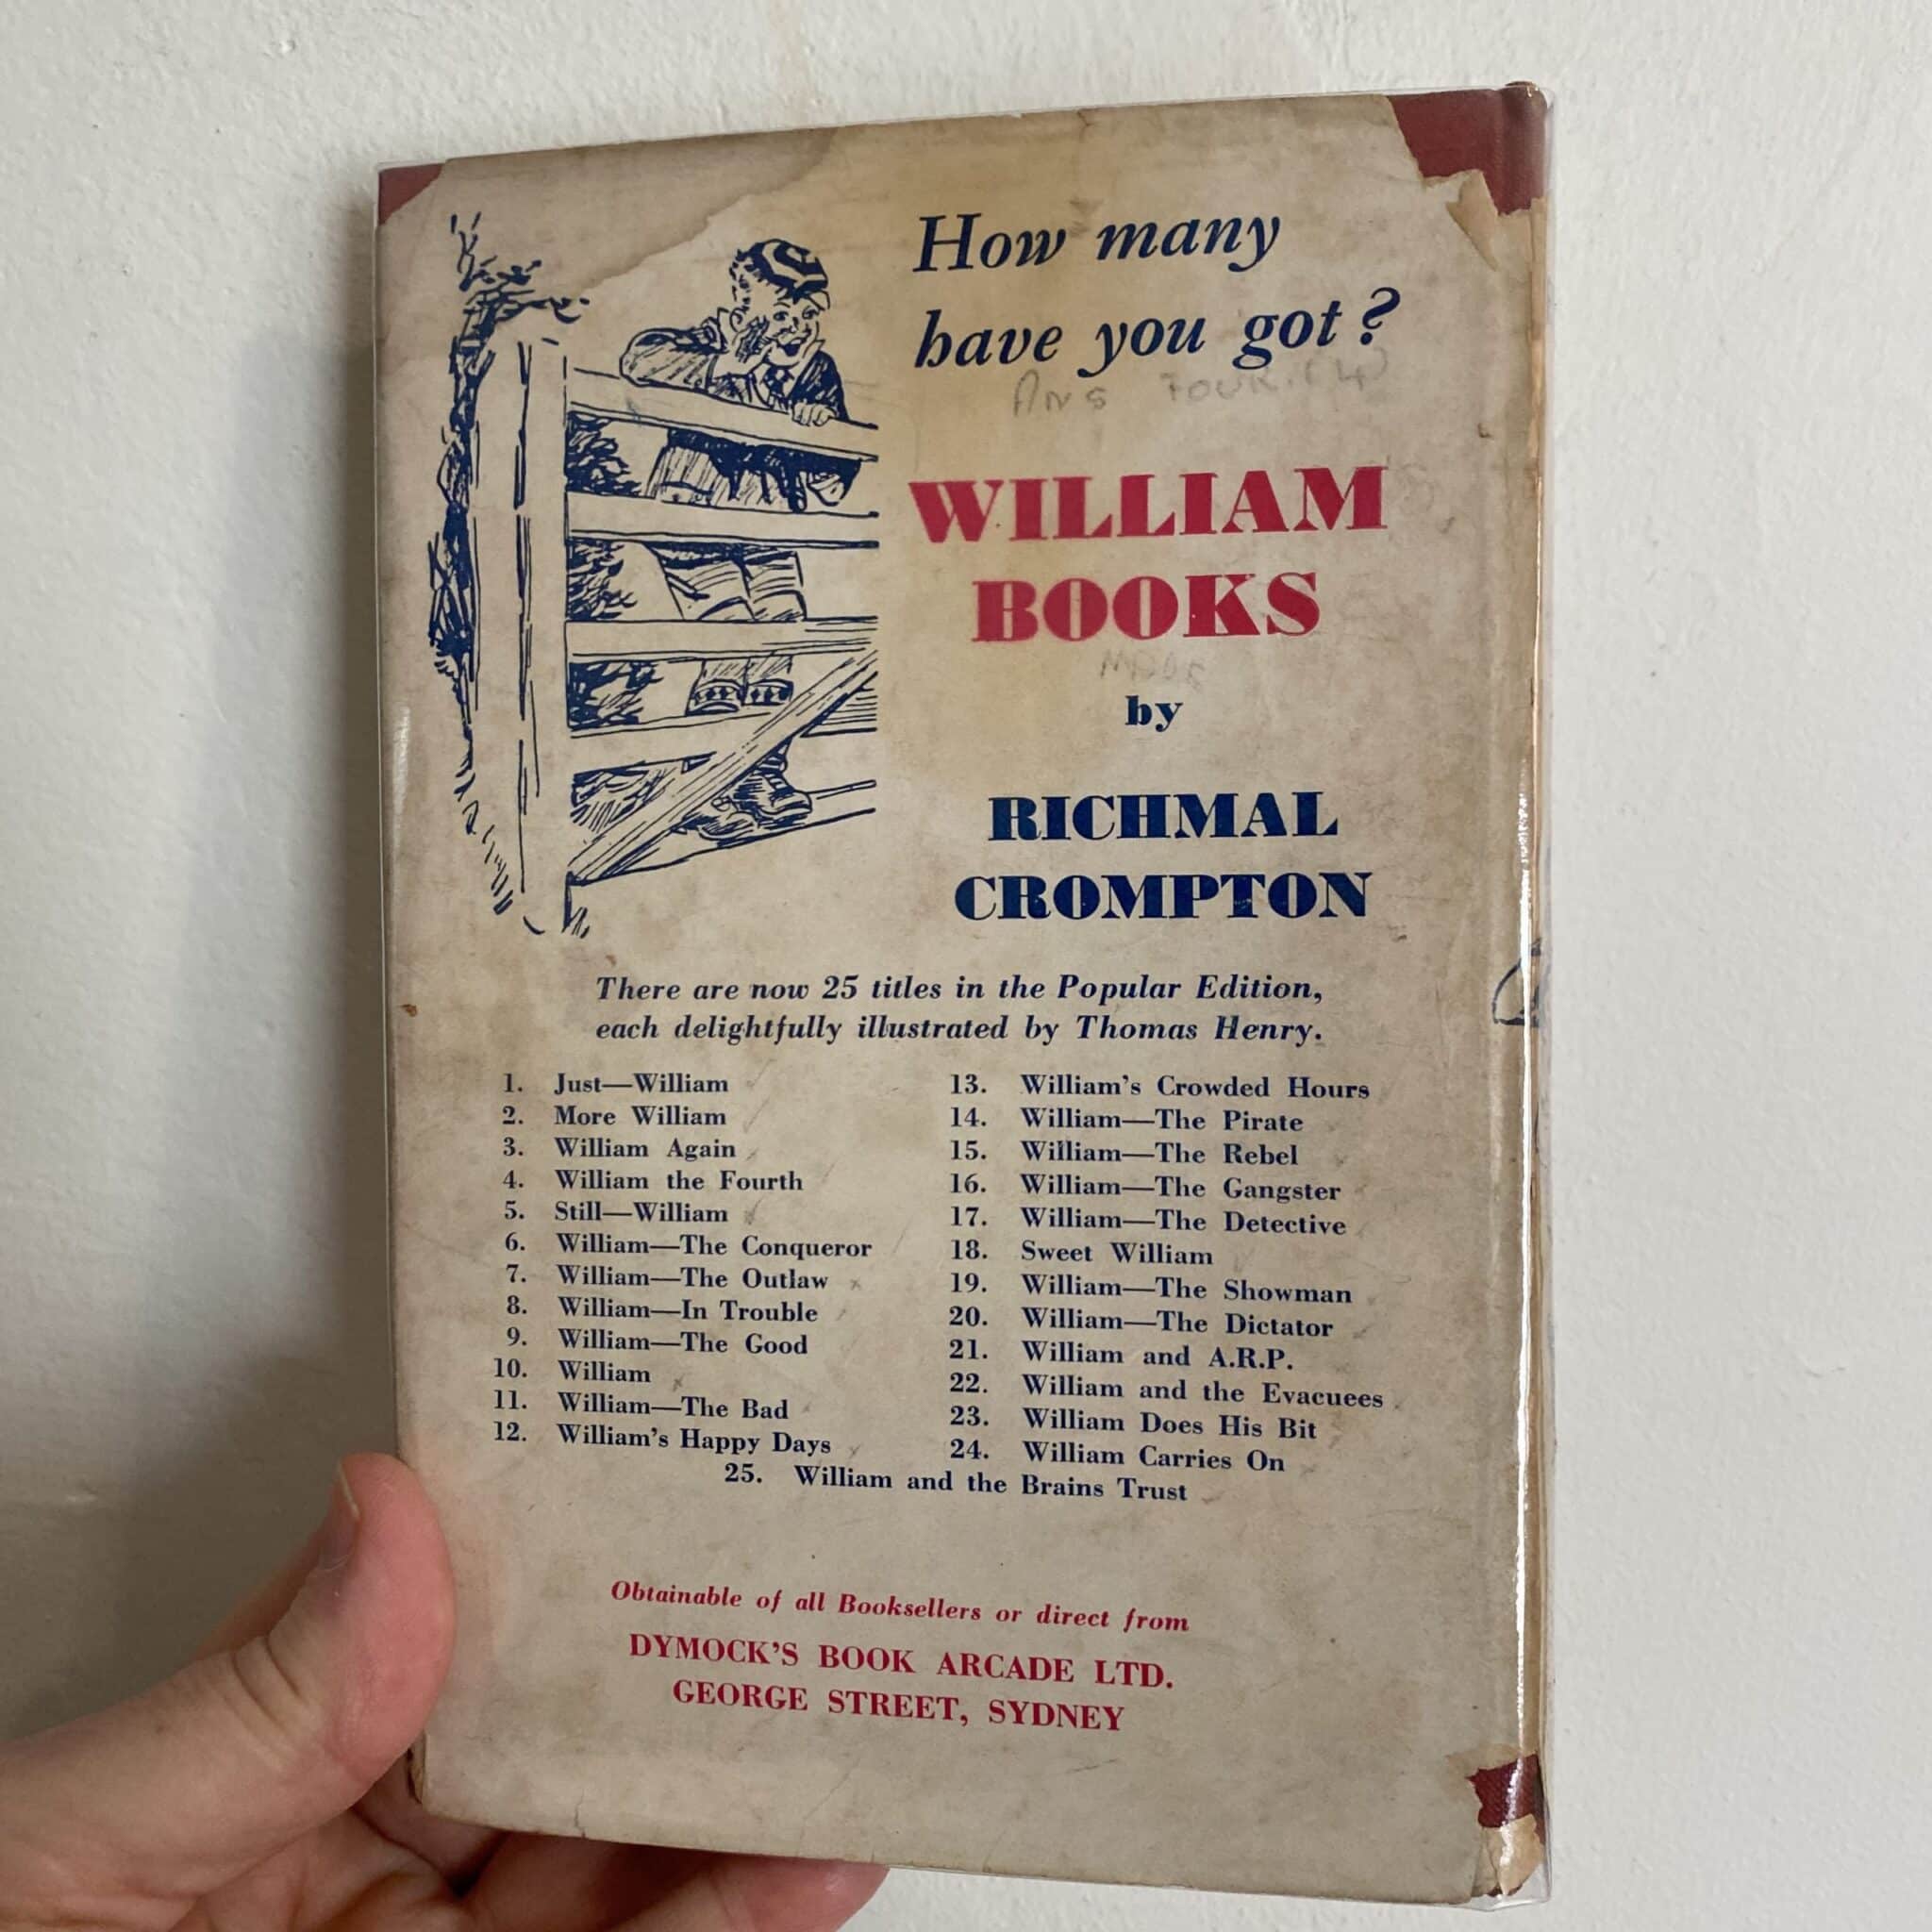 How many
have you got?
Ans Four. (4)
WILLIAM
BOOKS
by
RICHMAL
CROMPTON
There are now 25 titles in the Popular Edition,
each delightfully illustrated by Thomas Henry.
1. Just—William
2. More William
3. William Again
4. William the Fourth
5. Still—William
6. William—The Conqueror
7. William—The Outlaw
8. William—In Trouble
9. William—The Good
10. William
11. William—The Bad
12. William's Happy Days
13. William's Crowded Hours
14. William—The Pirate
15. William—The Rebel
16. William—The Gangster
17. William—The Detective
18. Sweet William
19. William—The Showman
20. William—The Dictator
21. William and A.R.P.
22. William and the Evacuees
23. William Does His Bit
24. William Carries On
25. William and the Brains Trust
Obtainable of all Booksellers or direct from
DYMOCK'S BOOK ARCADE LTD.
GEORGE STREET, SYDNEY